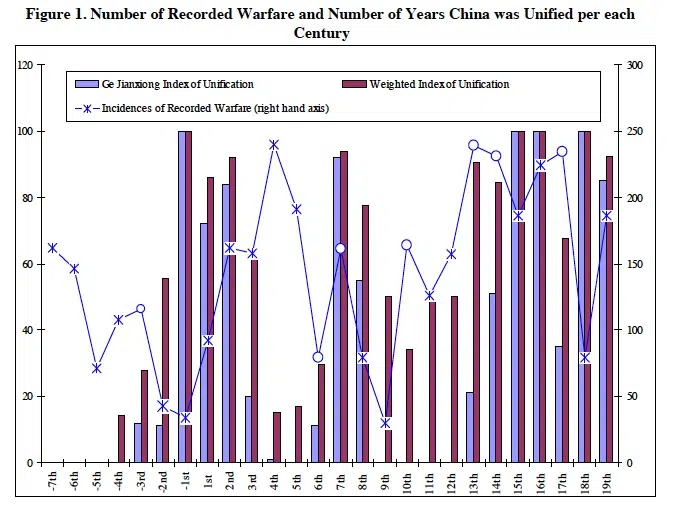 Figure 1. Number of Recorded Warfare and Number of Years China was Unified per each
Century
120
100
80
60
40
20
0
300
250
200
150
100
50
0
Ge Jianxiong Index of Unification
Weighted Index of Unification
Incidences of Recorded Warfare (right hand axis)
-7th
-6th
-5th
-4th
-3rd
-2nd
-1st
1st
2nd
3rd
4th
5th
6th
7th
8th
9th
10th
11th
12th
13th
14th
15th
16th
17th
18th
19th